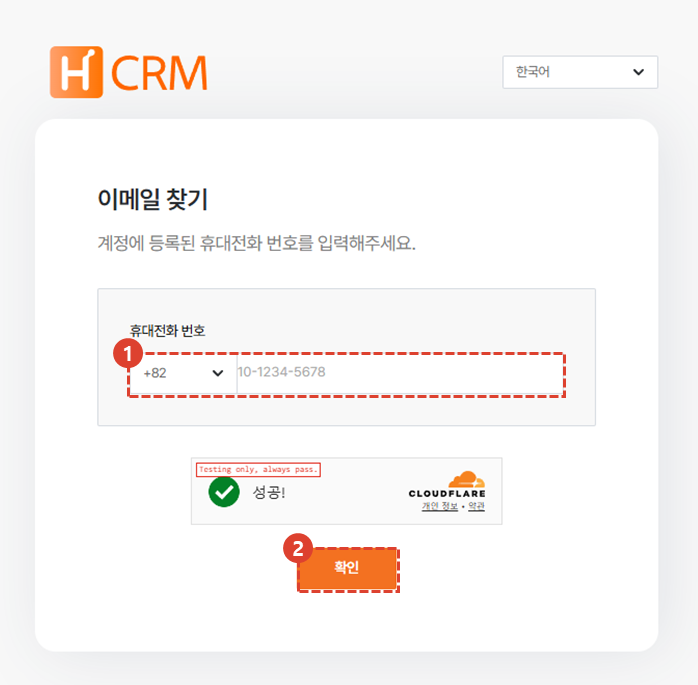 H CRM
한국어
이메일 찾기
계정에 등록된 휴대전화 번호를 입력해주세요.
휴대전화 번호
1
+82
10-1234-5678
Testing only, always pass.
성공!
CLOUDFLARE
개인 정보 • 약관
2
확인